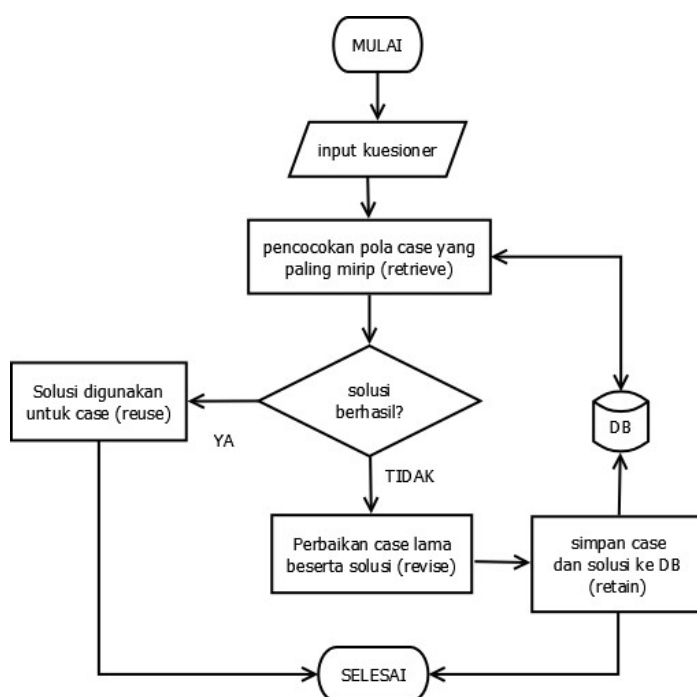 MULAI
input kuesioner
pencocokan pola case yang
paling mirip (retrieve)
solusi
berhasil?
Solusi digunakan
untuk case (reuse)
YA
TIDAK
DB
Perbaikan case lama
beserta solusi (revise)
simpan case
dan solusi ke DB
(retain)
SELESAI